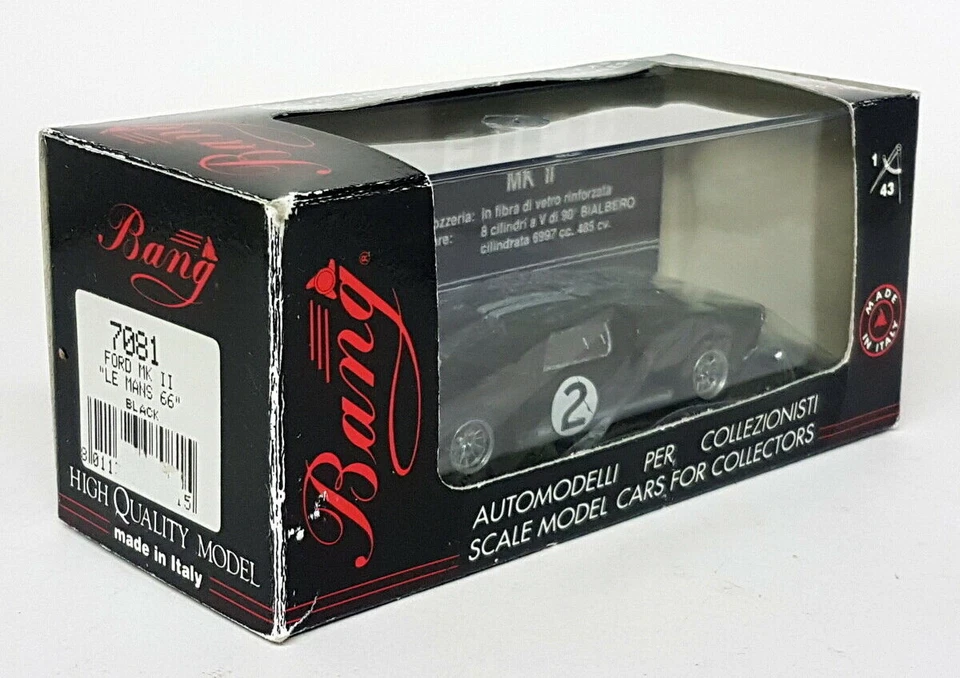 Bang
Bang
7081
FORD MK II
"LE MANS 66"
BLACK
HIGH QUALITY MODEL
made in Italy
Bang®
MK II
in fibra di vetro rinforzata
8 cilindri a V di 90° BIALBERO
cilindrata 6997 cc. 485 cv.
2
AUTOMODELLI PER COLLEZIONISTI
SCALE MODEL CARS FOR COLLECTORS
1
43
MADE
IN ITALY